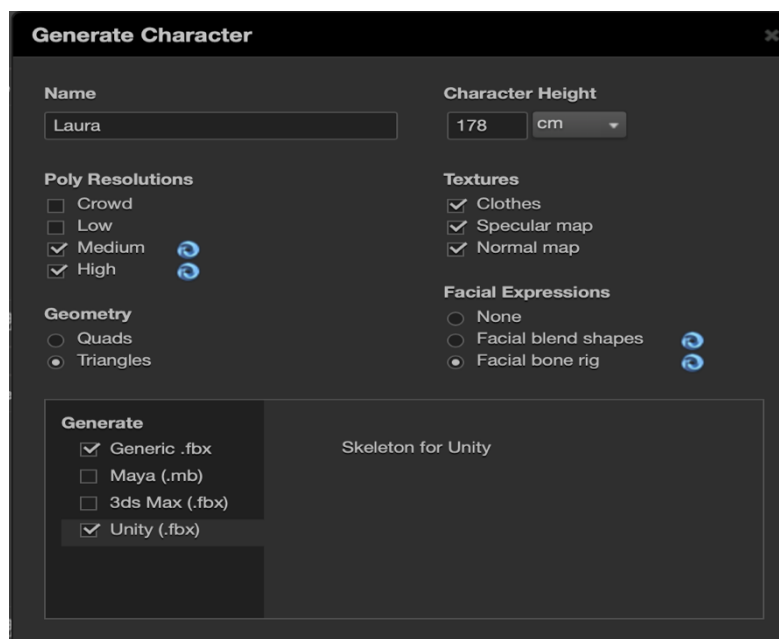 Generate Character
Name
Laura
Character Height
178 cm
Poly Resolutions
Crowd
Low
Medium
High
Textures
Clothes
Specular map
Normal map
Geometry
Quads
Triangles
Facial Expressions
None
Facial blend shapes
Facial bone rig
Generate
Generic .fbx
Maya (.mb)
3ds Max (.fbx)
Unity (.fbx)
Skeleton for Unity